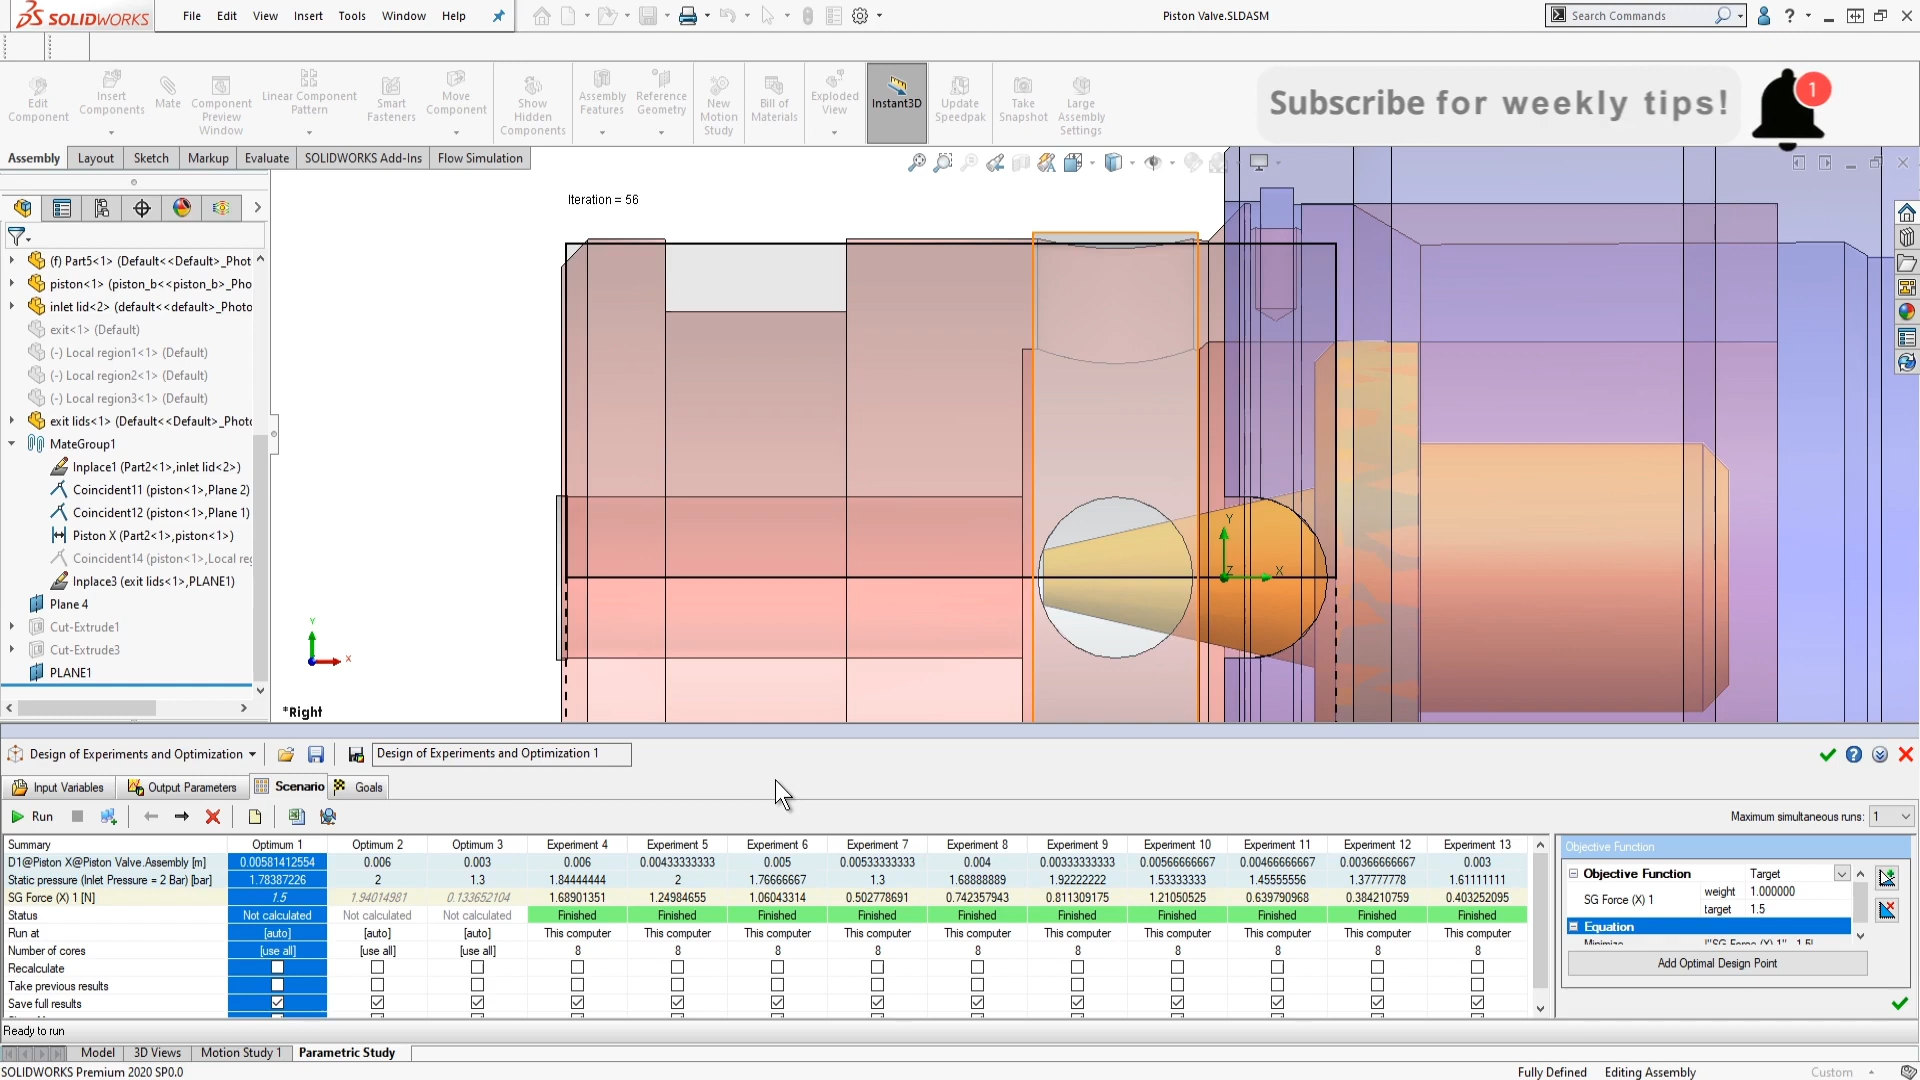 SOLIDWORKS
File Edit View Insert Tools Window Help
Piston Valve.SLDASM
Search Commands
Edit Component
Insert Components
Mate
Component Preview Window
Linear Component Pattern
Smart Fasteners
Move Component
Show Hidden Components
Assembly Features
Reference Geometry
New Motion Study
Bill of Materials
Exploded View
Instant3D
Update Speedpak
Take Snapshot
Large Assembly Settings
Subscribe for weekly tips!
1
Assembly Layout Sketch Markup Evaluate SOLIDWORKS Add-Ins Flow Simulation
Iteration = 56
(f) Part5<1> (Default<<Default>_Phot
piston<1> (piston_b<<piston_b>_Pho
inlet lid<2> (default<<default>_Photo
exit<1> (Default)
(-) Local region1<1> (Default)
(-) Local region2<1> (Default)
(-) Local region3<1> (Default)
exit lids<1> (Default<<Default>_Photo
MateGroup1
Inplace1 (Part2<1>,inlet lid<2>)
Coincident11 (piston<1>,Plane 2)
Coincident12 (piston<1>,Plane 1)
Piston X (Part2<1>,piston<1>)
Coincident14 (piston<1>,Local reg
Inplace3 (exit lids<1>,PLANE1)
Plane 4
Cut-Extrude1
Cut-Extrude3
PLANE1
Y
X
Y
Z
X
*Right
Design of Experiments and Optimization
Design of Experiments and Optimization 1
Input Variables Output Parameters Scenario Goals
Run
Maximum simultaneous runs: 1
Summary Optimum 1 Optimum 2 Optimum 3 Experiment 4 Experiment 5 Experiment 6 Experiment 7 Experiment 8 Experiment 9 Experiment 10 Experiment 11 Experiment 12 Experiment 13
D1@Piston X@Piston Valve.Assembly [m] 0.00581412554 0.006 0.003 0.006 0.00433333333 0.005 0.00533333333 0.004 0.00333333333 0.00566666667 0.00466666667 0.00366666667 0.003
Static pressure (Inlet Pressure = 2 Bar) [bar] 1.78387226 2 1.3 1.84444444 2 1.76666667 1.3 1.68888889 1.92222222 1.53333333 1.45555556 1.37777778 1.61111111
SG Force (X) 1 [N] 1.5 1.94014981 0.133652104 1.68901351 1.24984655 1.06043314 0.502778691 0.742357943 0.811309175 1.21050525 0.639790968 0.384210759 0.403252095
Status Not calculated Not calculated Not calculated Finished Finished Finished Finished Finished Finished Finished Finished Finished Finished
Run at [auto] [auto] [auto] This computer This computer This computer This computer This computer This computer This computer This computer This computer This computer
Number of cores [use all] [use all] [use all] 8 8 8 8 8 8 8 8 8 8
Recalculate
Take previous results
Save full results
Objective Function
Objective Function Target
SG Force (X) 1 weight 1.000000
target 1.5
Equation
Minimize |"SG Force (X) 1" - 1.5|
Add Optimal Design Point
Ready to run
Model 3D Views Motion Study 1 Parametric Study
SOLIDWORKS Premium 2020 SP0.0
Fully Defined Editing Assembly Custom